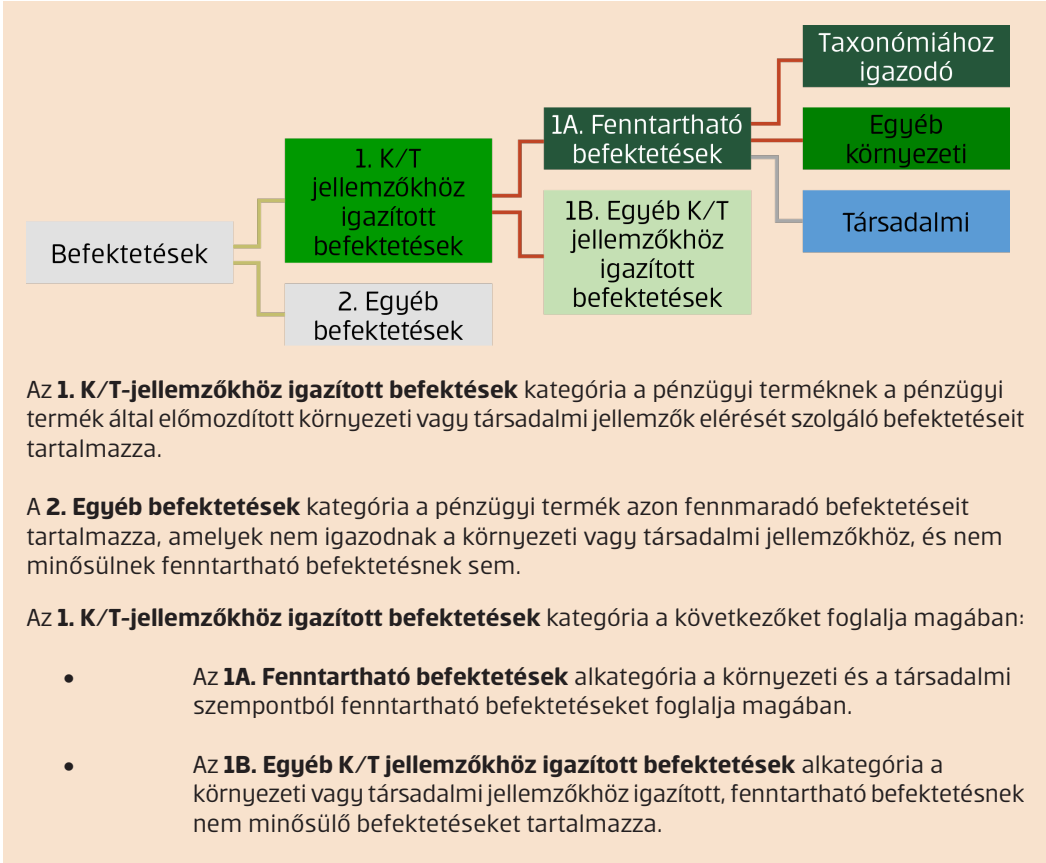 Befektetések
1. K/T
jellemzőkhöz
igazított
befektetések
2. Egyéb
befektetések
1A. Fenntartható
befektetések
1B. Egyéb K/T
jellemzőkhöz
igazított
befektetések
Taxonómiához
igazodó
Egyéb
környezeti
Társadalmi
Az 1. K/T-jellemzőkhöz igazított befektések kategória a pénzügyi terméknek a pénzügyi
termék által előmozdított környezeti vagy társadalmi jellemzők elérését szolgáló befektetéseit
tartalmazza.
A 2. Egyéb befektetések kategória a pénzügyi termék azon fennmaradó befektetéseit
tartalmazza, amelyek nem igazodnak a környezeti vagy társadalmi jellemzőkhöz, és nem
minősülnek fenntartható befektetésnek sem.
Az 1. K/T-jellemzőkhöz igazított befektetések kategória a következőket foglalja magában:
• Az 1A. Fenntartható befektetések alkategória a környezeti és a társadalmi
szempontból fenntartható befektetéseket foglalja magában.
• Az 1B. Egyéb K/T jellemzőkhöz igazított befektetések alkategória a
környezeti vagy társadalmi jellemzőkhöz igazított, fenntartható befektetésnek
nem minősülő befektetéseket tartalmazza.